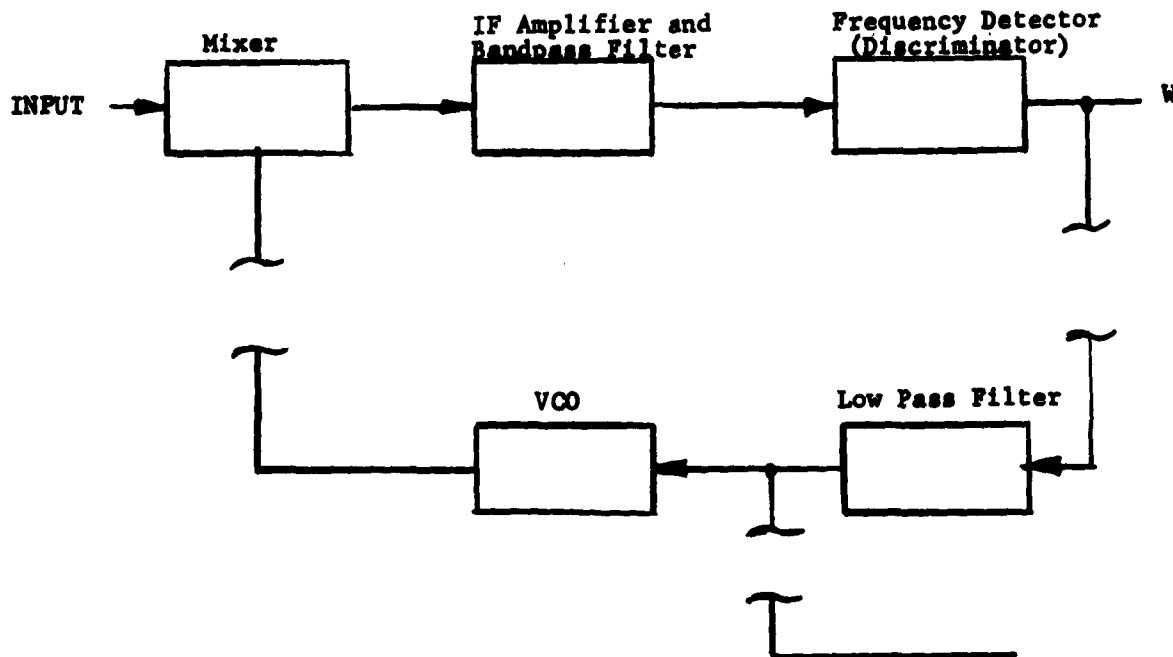 Mixer
IF Amplifier and
Bandpass Filter
Frequency Detector
(Discriminator)
INPUT
W
VCO
Low Pass Filter